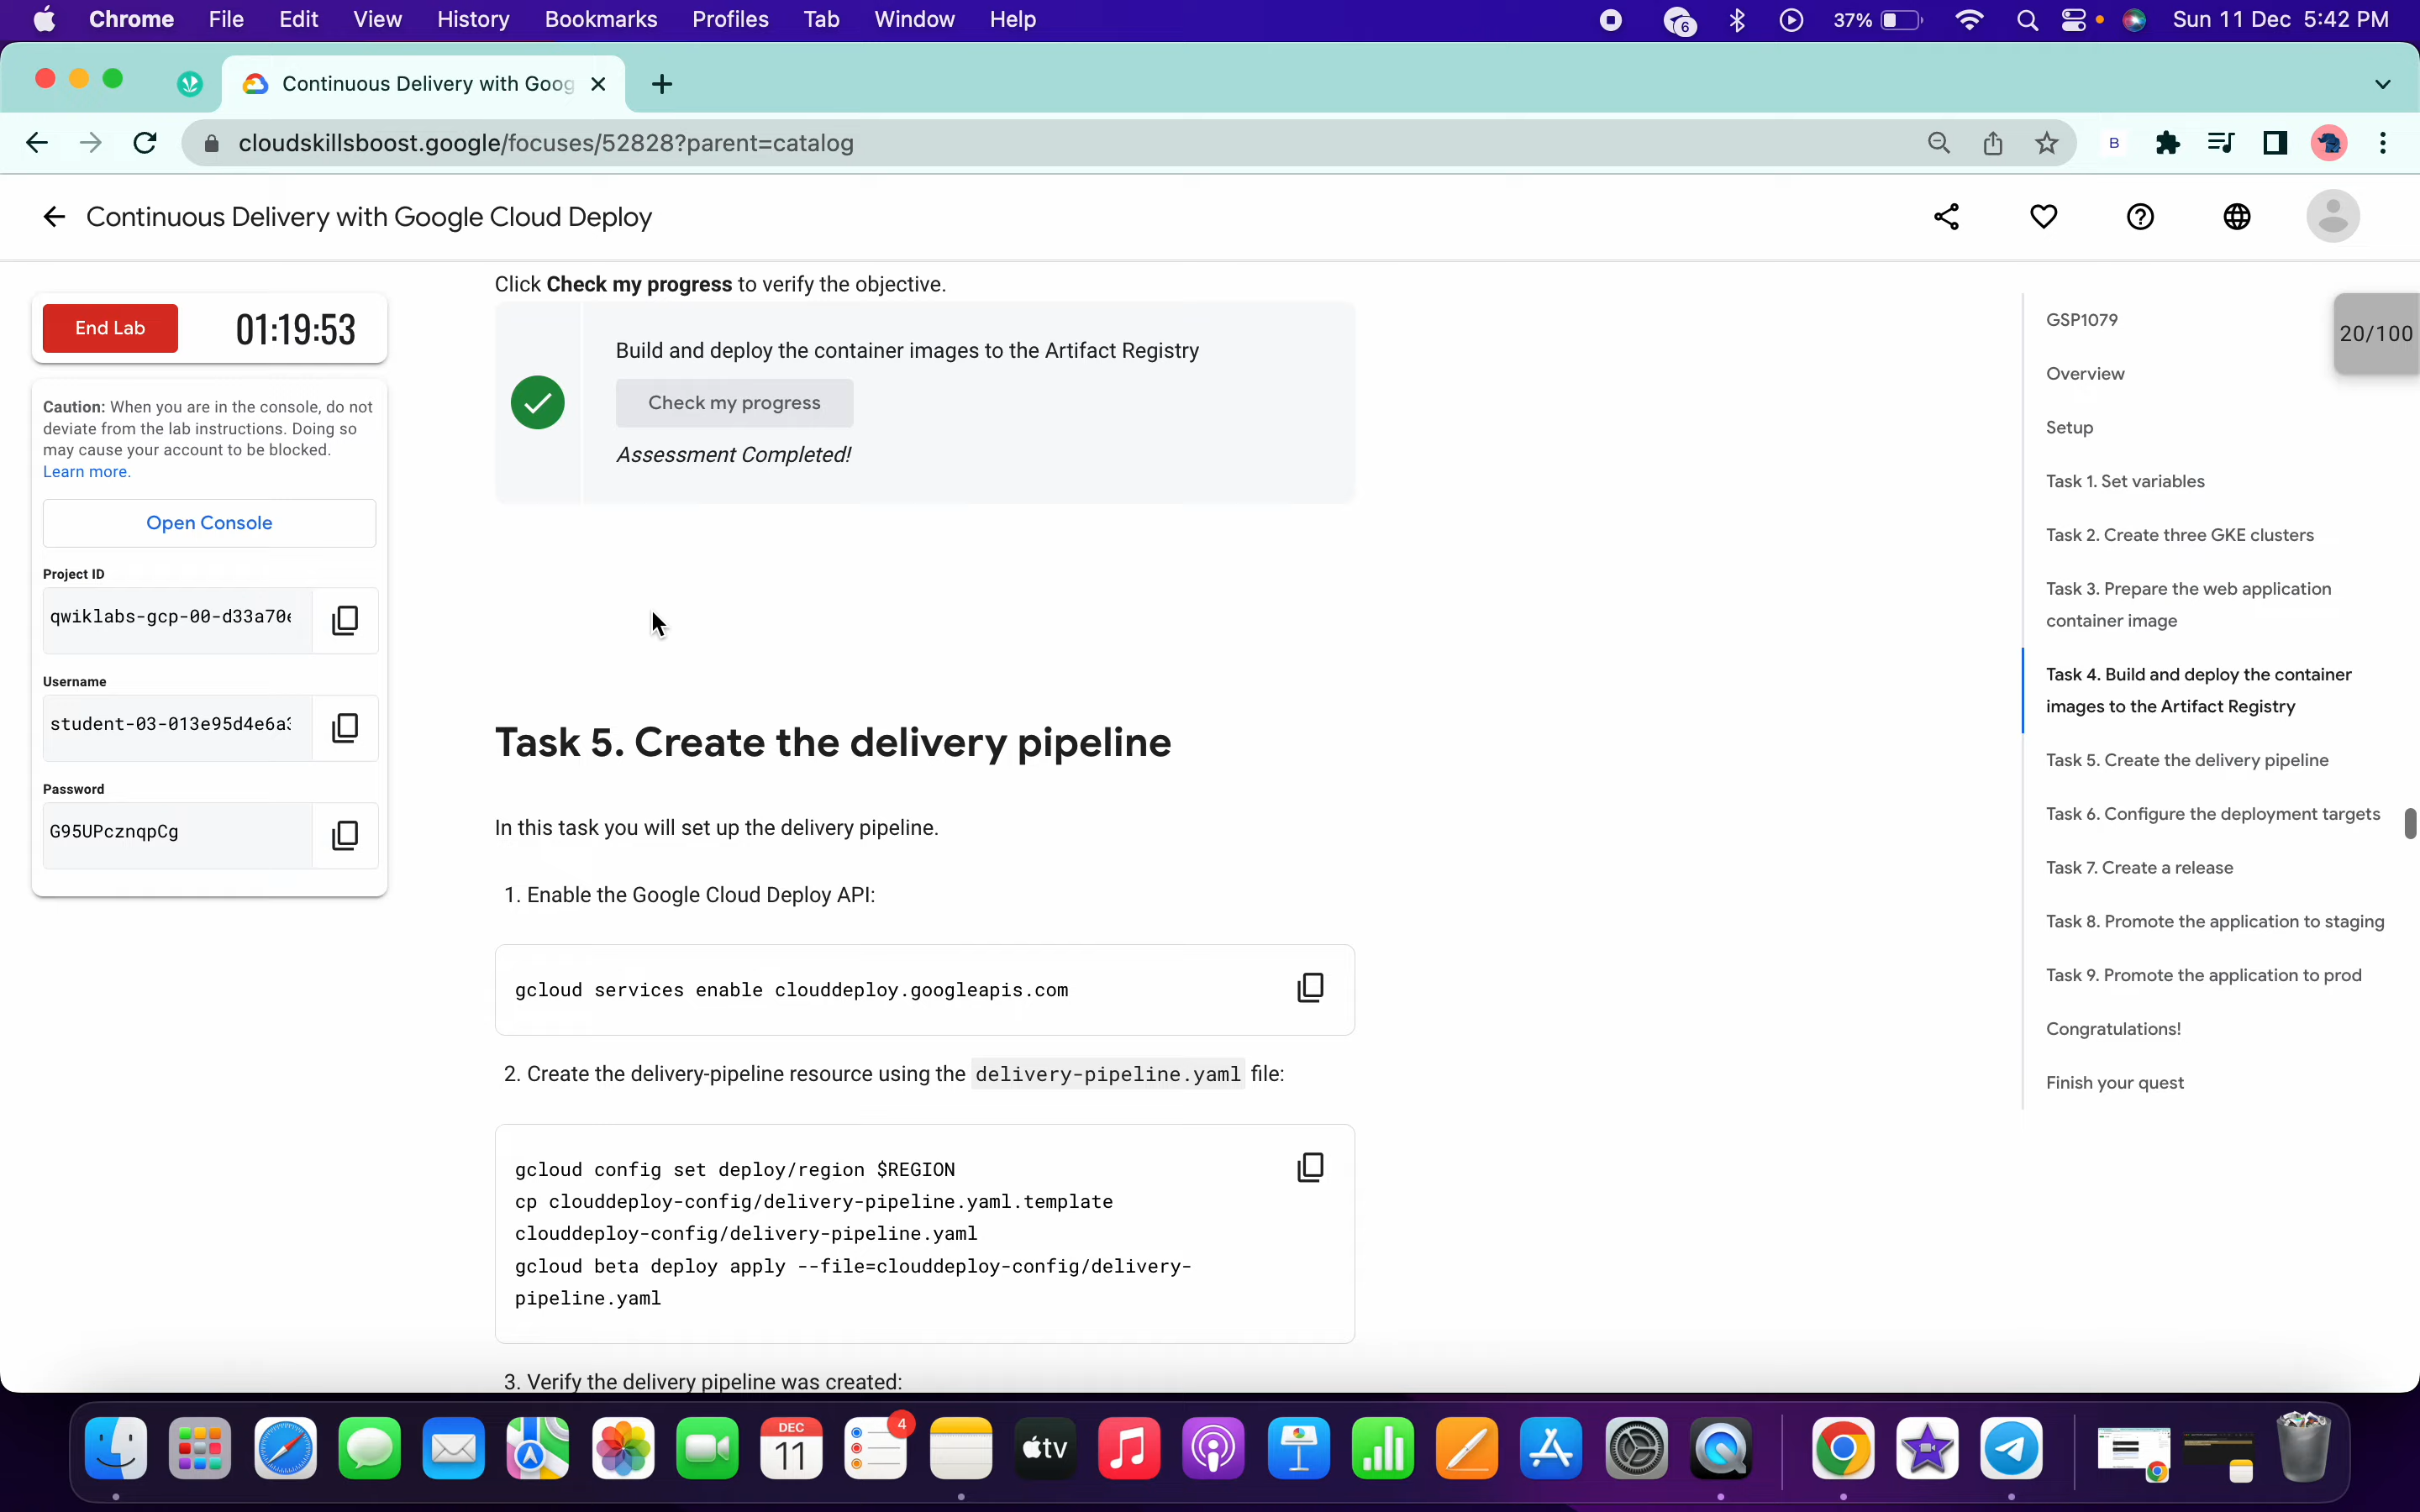 Chrome File Edit View History Bookmarks Profiles Tab Window Help 6 37% Sun 11 Dec 5:42 PM
Continuous Delivery with Goog
cloudskillsboost.google/focuses/52828?parent=catalog B
Continuous Delivery with Google Cloud Deploy
End Lab 01:19:53
Caution: When you are in the console, do not
deviate from the lab instructions. Doing so
may cause your account to be blocked.
Learn more.
Open Console
Project ID
qwiklabs-gcp-00-d33a70
Username
student-03-013e95d4e6a
Password
G95UPcznqpCg
Click Check my progress to verify the objective.
Build and deploy the container images to the Artifact Registry
Check my progress
Assessment Completed!
Task 5. Create the delivery pipeline
In this task you will set up the delivery pipeline.
1. Enable the Google Cloud Deploy API:
gcloud services enable clouddeploy.googleapis.com
2. Create the delivery-pipeline resource using the delivery-pipeline.yaml file:
gcloud config set deploy/region $REGION
cp clouddeploy-config/delivery-pipeline.yaml.template
clouddeploy-config/delivery-pipeline.yaml
gcloud beta deploy apply --file=clouddeploy-config/delivery-
pipeline.yaml
3. Verify the delivery pipeline was created:
GSP1079
20/100
Overview
Setup
Task 1. Set variables
Task 2. Create three GKE clusters
Task 3. Prepare the web application
container image
Task 4. Build and deploy the container
images to the Artifact Registry
Task 5. Create the delivery pipeline
Task 6. Configure the deployment targets
Task 7. Create a release
Task 8. Promote the application to staging
Task 9. Promote the application to prod
Congratulations!
Finish your quest
DEC
11
4
tv